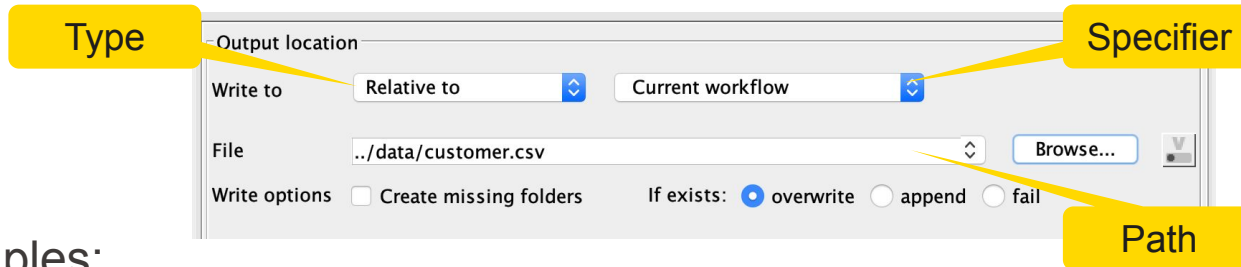 Type
Specifier
Output location
Write to Relative to Current workflow
File ../data/customer.csv Browse... V
Write options Create missing folders If exists: overwrite append fail
Path
ples: